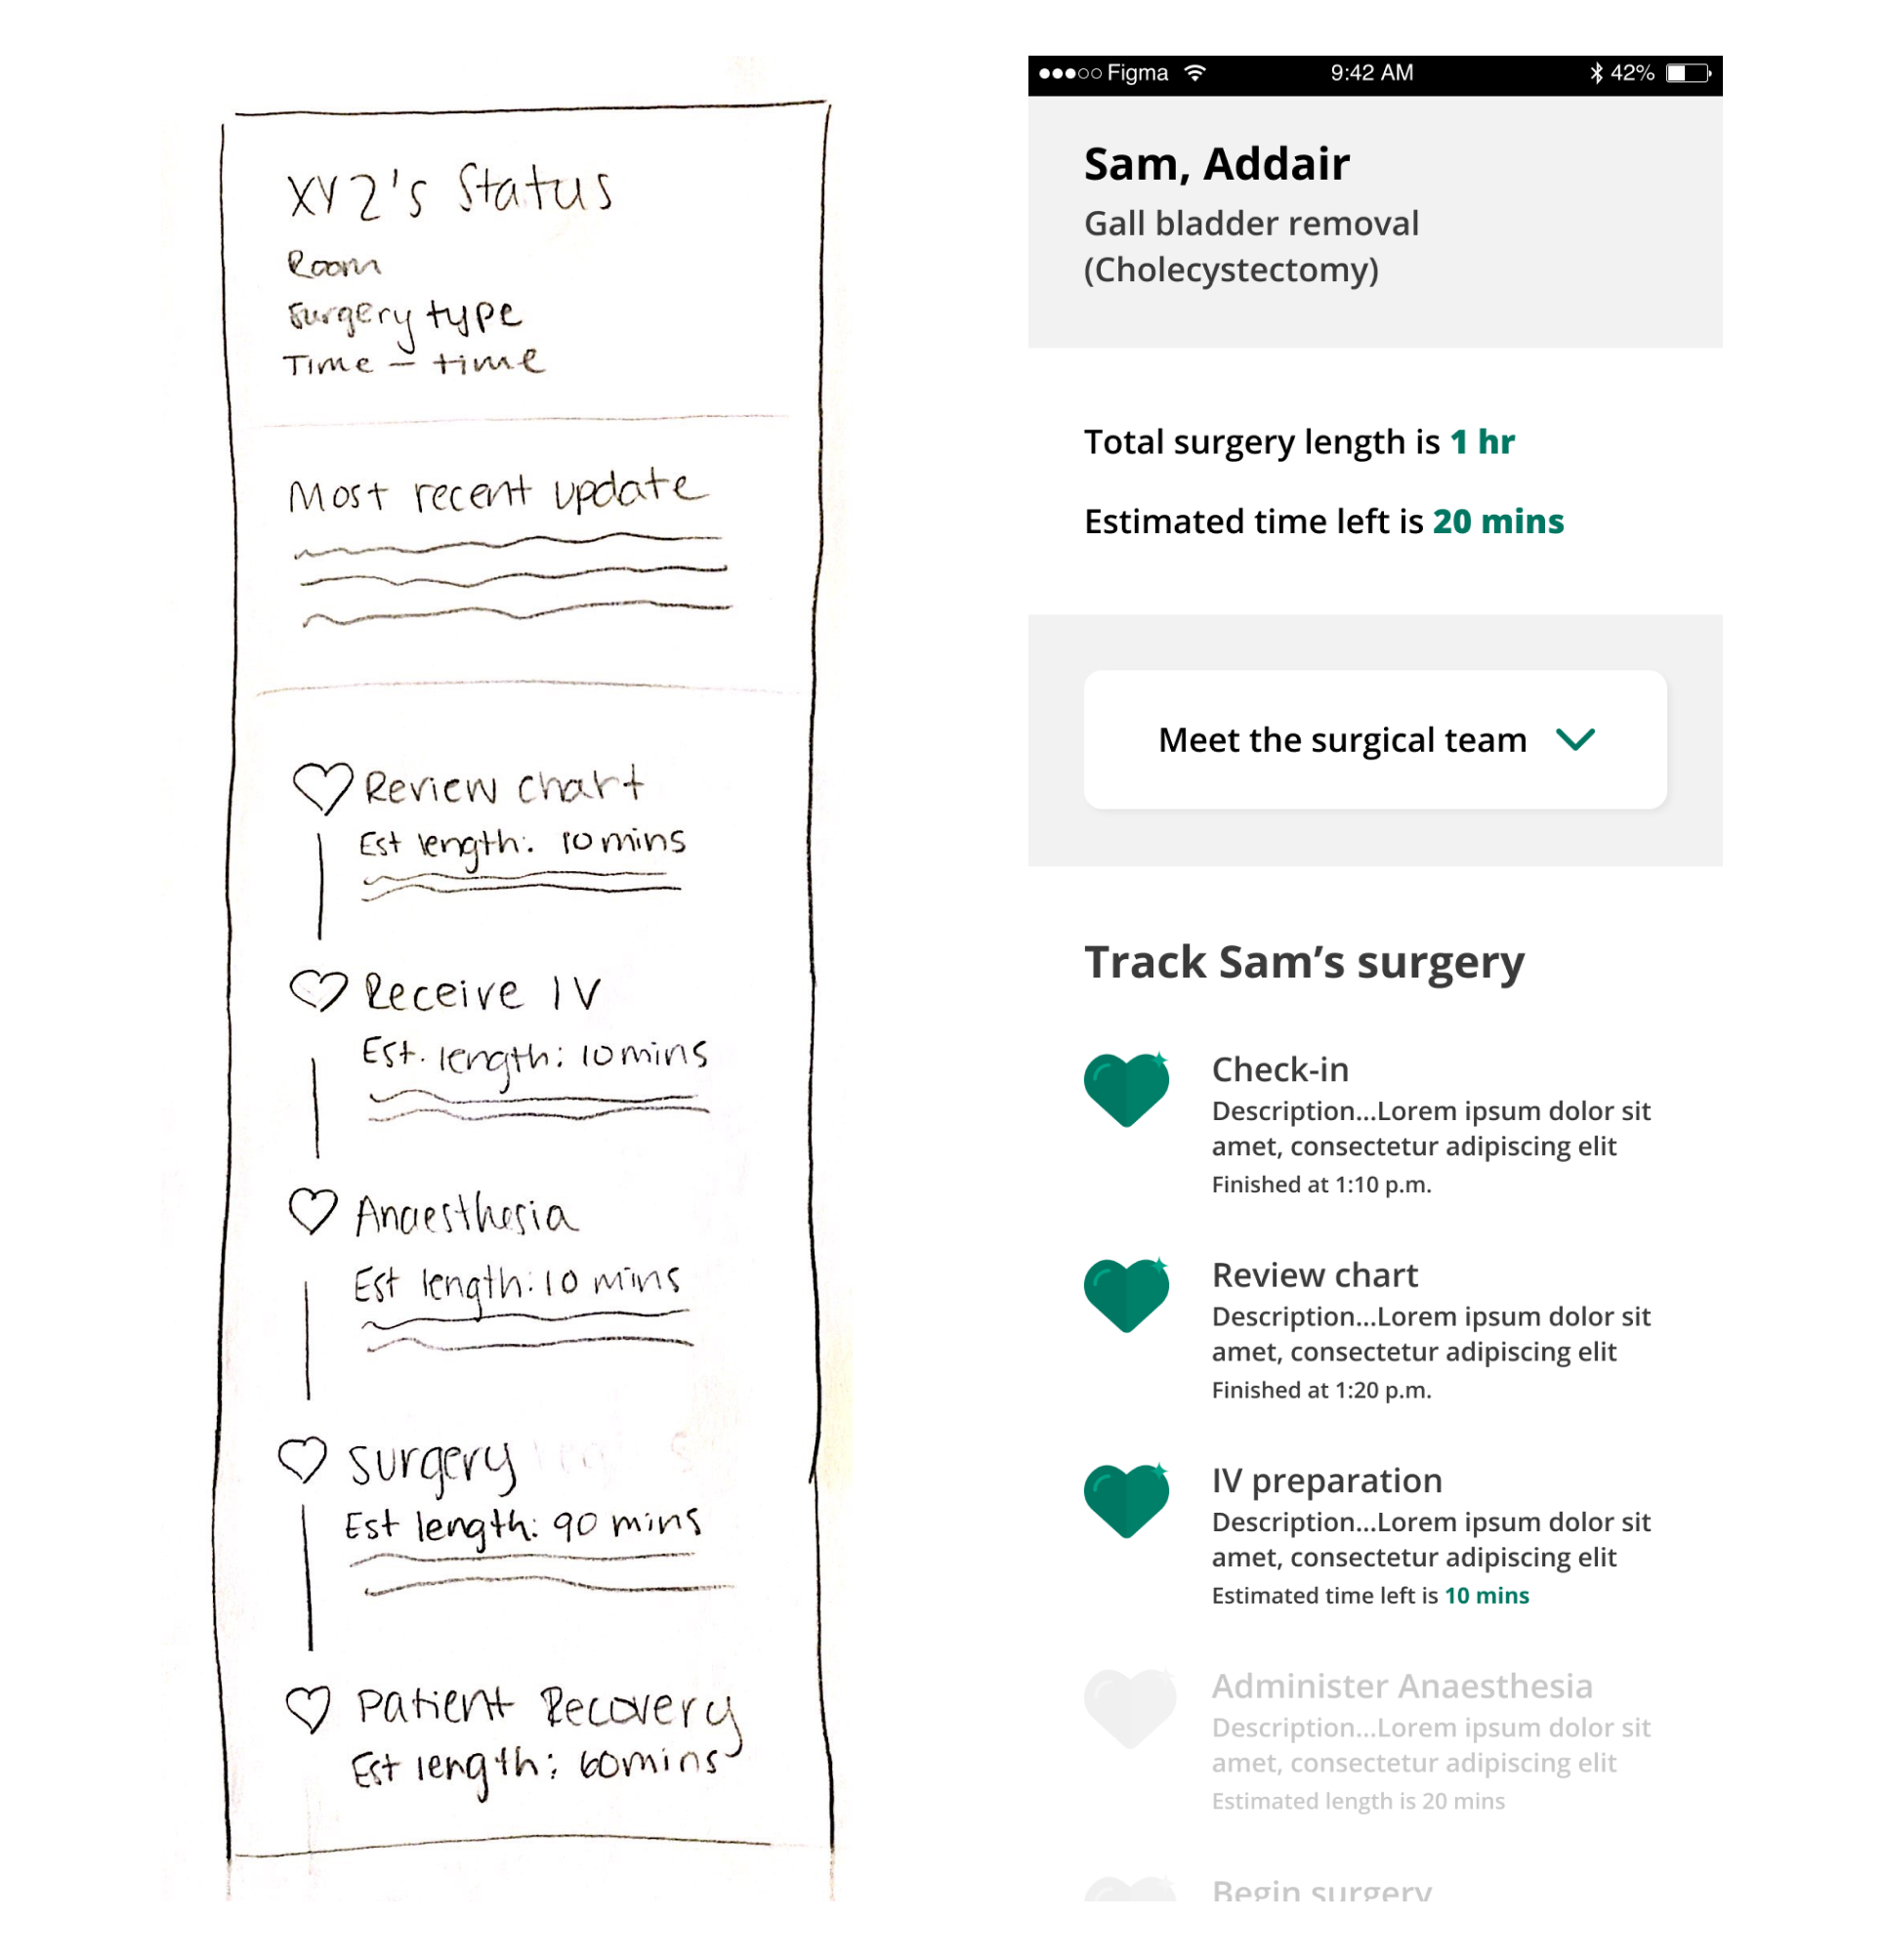 XYZ's Status
Room
Surgery type
Time - time
Most recent update
Review chart
Est length: 10 mins
Receive IV
Est. length: 10 mins
Anaesthesia
Est length: 10 mins
Surgery
Est length: 90 mins
Patient Recovery
Est length: 60 mins
Figma
9:42 AM
42%
Sam, Addair
Gall bladder removal
(Cholecystectomy)
Total surgery length is 1 hr
Estimated time left is 20 mins
Meet the surgical team
Track Sam’s surgery
Check-in
Description...Lorem ipsum dolor sit
amet, consectetur adipiscing elit
Finished at 1:10 p.m.
Review chart
Description...Lorem ipsum dolor sit
amet, consectetur adipiscing elit
Finished at 1:20 p.m.
IV preparation
Description...Lorem ipsum dolor sit
amet, consectetur adipiscing elit
Estimated time left is 10 mins
Administer Anaesthesia
Description...Lorem ipsum dolor sit
amet, consectetur adipiscing elit
Estimated length is 20 mins
Begin surgery